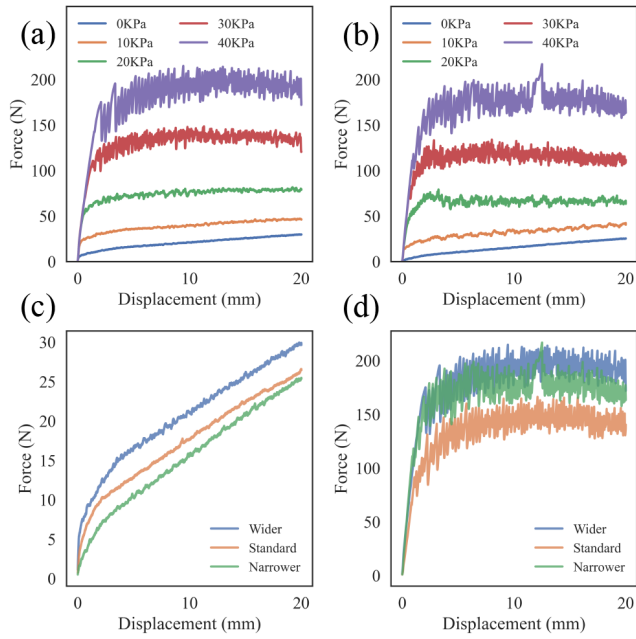 (a)
0KPa 30KPa
10KPa 40KPa
20KPa
Force (N)
200
150
100
50
0
0 10 20
Displacement (mm)
(b)
0KPa 30KPa
10KPa 40KPa
20KPa
Force (N)
200
150
100
50
0
0 10 20
Displacement (mm)
(c)
Force (N)
30
25
20
15
10
5
0
Wider
Standard
Narrower
0 10 20
Displacement (mm)
(d)
Force (N)
200
150
100
50
0
Wider
Standard
Narrower
0 10 20
Displacement (mm)